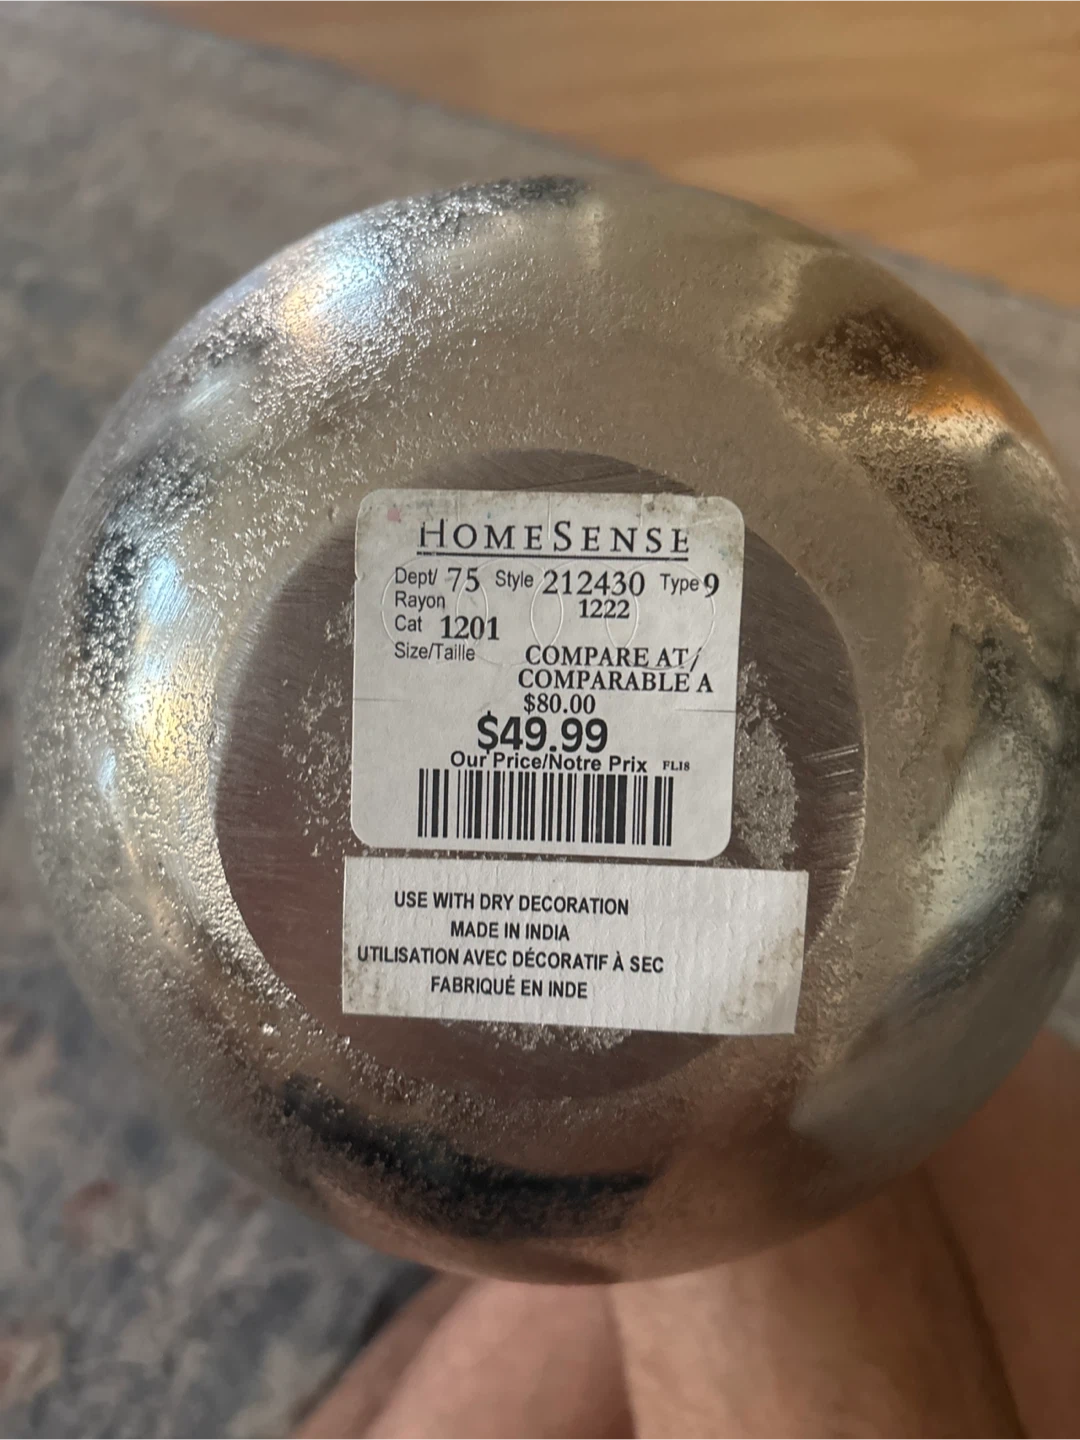 HOMESENSE
Dept/ 75 Style 212430 Type 9
Rayon 1222
Cat 1201
Size/Taille COMPARE AT/
COMPARABLE A
$80.00
$49.99
Our Price/Notre Prix FL18
USE WITH DRY DECORATION
MADE IN INDIA
UTILISATION AVEC DÉCORATIF À SEC
FABRIQUÉ EN INDE